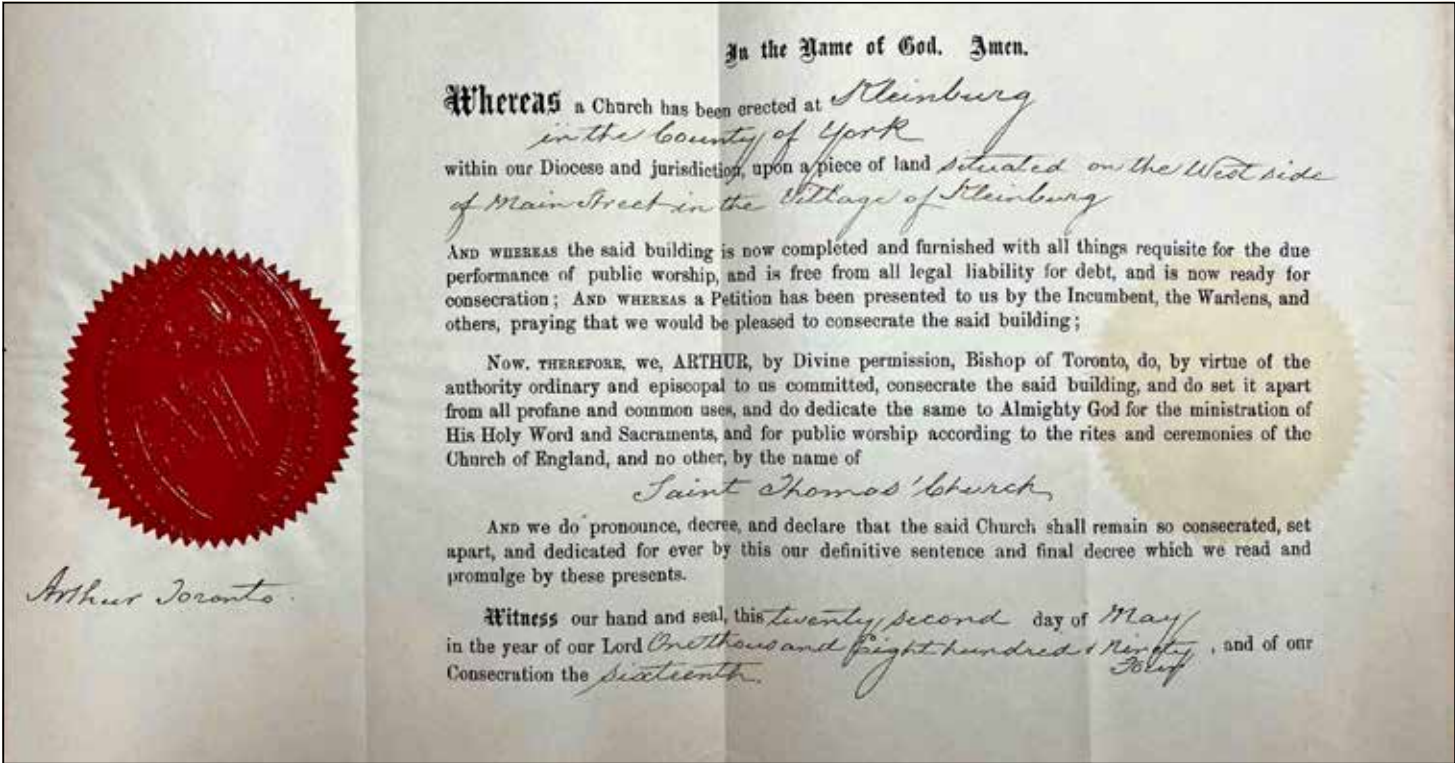 In the Name of God. Amen.
Whereas a Church has been erected at Kleinburg
in the County of York
within our Diocese and jurisdiction, upon a piece of land situated on the West side
of Main Street in the Village of Kleinburg
AND WHEREAS the said building is now completed and furnished with all things requisite for the due
performance of public worship, and is free from all legal liability for debt, and is now ready for
consecration; AND WHEREAS a Petition has been presented to us by the Incumbent, the Wardens, and
others, praying that we would be pleased to consecrate the said building;
NOW, THEREFORE, we, ARTHUR, by Divine permission, Bishop of Toronto, do, by virtue of the
authority ordinary and episcopal to us committed, consecrate the said building, and do set it apart
from all profane and common uses, and do dedicate the same to Almighty God for the ministration of
His Holy Word and Sacraments, and for public worship according to the rites and ceremonies of the
Church of England, and no other, by the name of
Saint Thomas' Church
AND we do pronounce, decree, and declare that the said Church shall remain so consecrated, set
apart, and dedicated for ever by this our definitive sentence and final decree which we read and
promulge by these presents.
Arthur Toronto.
Witness our hand and seal, this twenty second day of May
in the year of our Lord One thousand Eight hundred & Ninety
Four, and of our
Consecration the sixteenth.